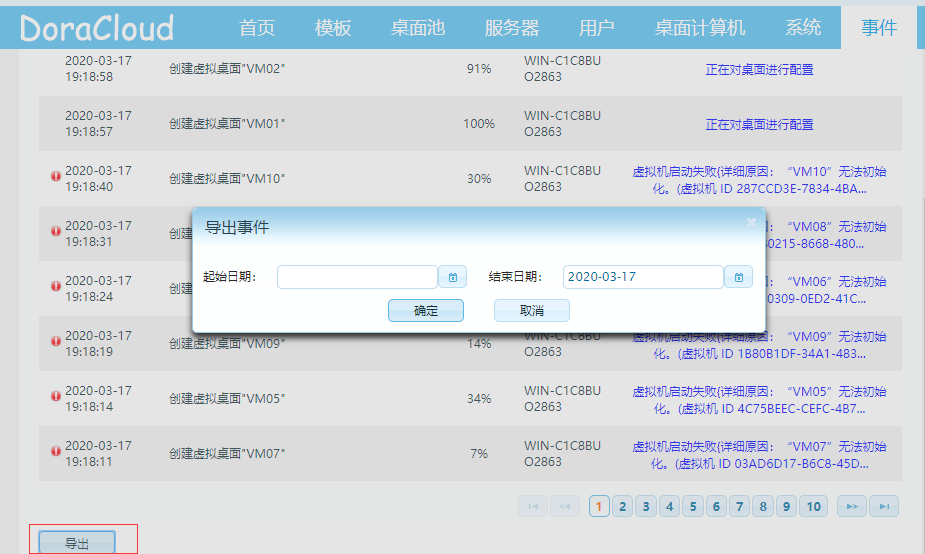 DoraCloud 首页 模板 桌面池 服务器 用户 桌面计算机 系统 事件
2020-03-17
19:18:58
创建虚拟桌面"VM02"
91%
WIN-C1C8BU
O2863
正在对桌面进行配置
2020-03-17
19:18:57
创建虚拟桌面"VM01"
100%
WIN-C1C8BU
O2863
正在对桌面进行配置
2020-03-17
19:18:40
创建虚拟桌面"VM10"
30%
WIN-C1C8BU
O2863
虚拟机启动失败{详细原因：“VM10”无法初始
化。(虚拟机 ID 287CCD3E-7834-4BA...
2020-03-17
19:18:31
创建
因：“VM08”无法初始
0215-8668-480...
2020-03-17
19:18:24
创建
因：“VM06”无法初始
0309-0ED2-41C...
导出事件
起始日期：
结束日期： 2020-03-17
确定 取消
2020-03-17
19:18:19
创建虚拟桌面"VM09"
14%
WIN-C1C8BU
O2863
虚拟机启动失败{详细原因：“VM09”无法初始
化。(虚拟机 ID 1B80B1DF-34A1-483...
2020-03-17
19:18:14
创建虚拟桌面"VM05"
34%
WIN-C1C8BU
O2863
虚拟机启动失败{详细原因：“VM05”无法初始
化。(虚拟机 ID 4C75BEEC-CEFC-4B7...
2020-03-17
19:18:11
创建虚拟桌面"VM07"
7%
WIN-C1C8BU
O2863
虚拟机启动失败{详细原因：“VM07”无法初始
化。(虚拟机 ID 03AD6D17-B6C8-45D...
1 2 3 4 5 6 7 8 9 10
导出